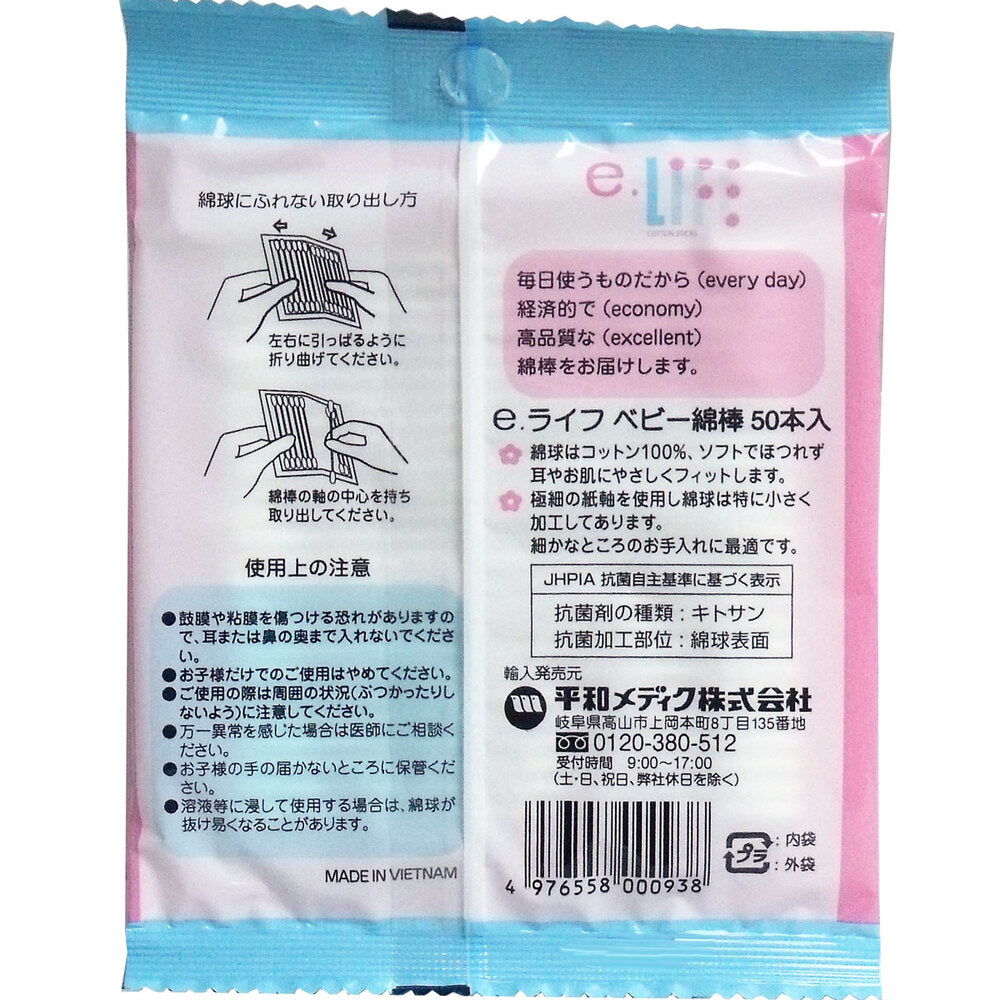 綿球にふれない取り出し方
左右に引っぱるように
折り曲げてください。
綿棒の軸の中心を持ち
取り出してください。
使用上の注意
●鼓膜や粘膜を傷つける恐れがありますの
で、耳または鼻の奥まで入れないでくださ
い。
●お子様だけでのご使用はやめてください。
●ご使用の際は周囲の状況(ぶつかったりし
ないよう)に注意してください。
●万一異常を感じた場合は医師にご相談く
ださい。
●お子様の手の届かないところに保管くだ
さい。
●溶液等に浸して使用する場合は、綿球が
抜け易くなることがあります。
MADE IN VIETNAM
e.LIFE
COTTON STICKS
毎日使うものだから (every day)
経済的で (economy)
高品質な (excellent)
綿棒をお届けします。
e.ライフ ベビー綿棒 50本入
綿球はコットン100%、ソフトでほつれず
耳やお肌にやさしくフィットします。
極細の紙軸を使用し綿球は特に小さく
加工してあります。
細かなところのお手入れに最適です。
JHPIA 抗菌自主基準に基づく表示
抗菌剤の種類：キトサン
抗菌加工部位：綿球表面
輸入発売元
平和メディク株式会社
岐阜県高山市上岡本町8丁目135番地
0120-380-512
受付時間 9:00〜17:00
(土・日、祝日、弊社休日を除く)
4 976558 000938
プラ
：内袋
：外袋